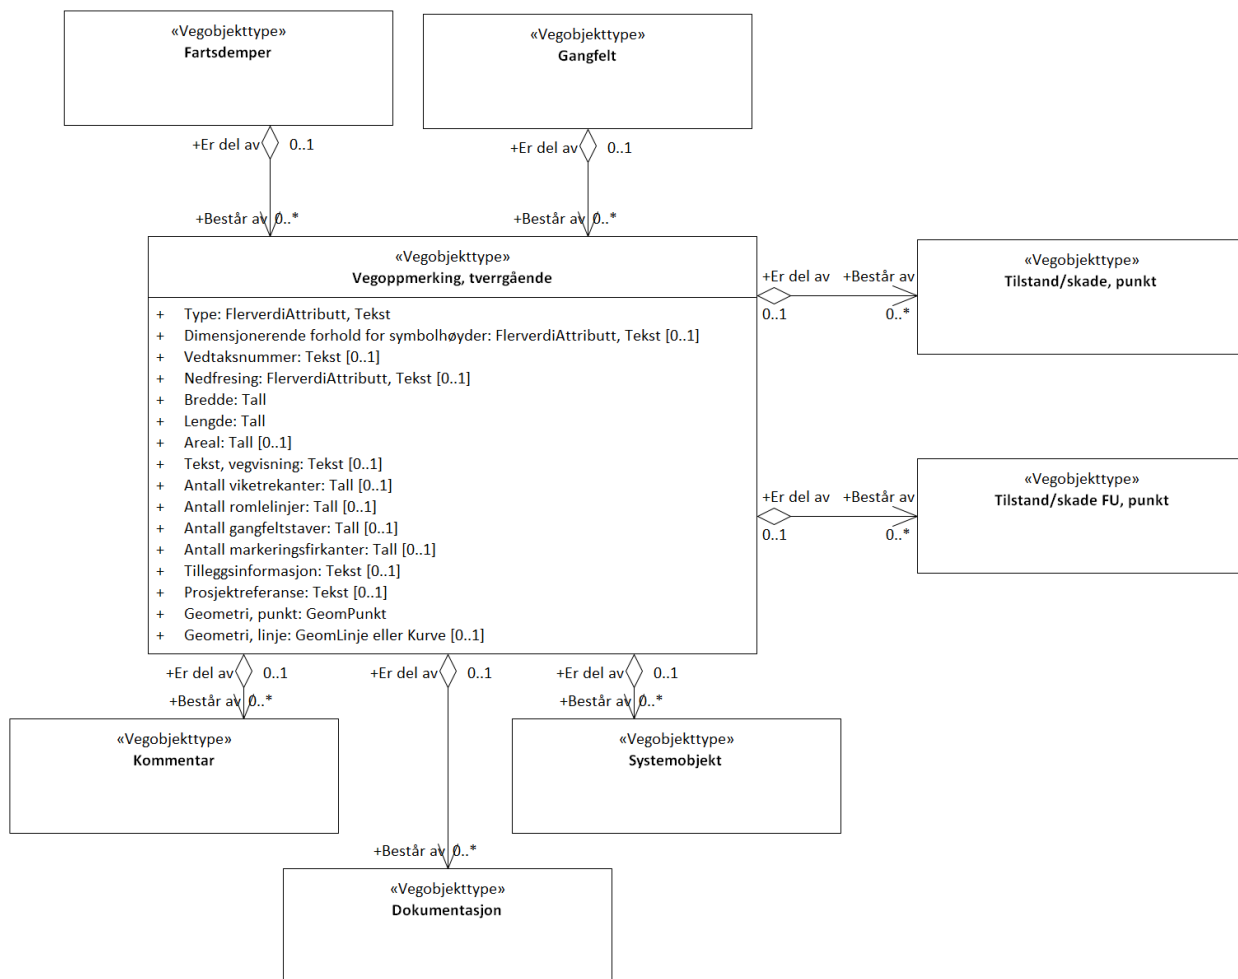 «Vegobjekttype»
Fartsdemper
«Vegobjekttype»
Gangfelt
+Er del av 0..1
+Er del av 0..1
+Består av 0..*
+Består av 0..*
«Vegobjekttype»
Vegoppmerking, tverrgående
+ Type: FlerverdiAttributt, Tekst
+ Dimensjonerende forhold for symbolhøyder: FlerverdiAttributt, Tekst [0..1]
+ Vedtaksnummer: Tekst [0..1]
+ Nedfresing: FlerverdiAttributt, Tekst [0..1]
+ Bredde: Tall
+ Lengde: Tall
+ Areal: Tall [0..1]
+ Tekst, vegvisning: Tekst [0..1]
+ Antall viketrekanter: Tall [0..1]
+ Antall romlelinjer: Tall [0..1]
+ Antall gangfeltstaver: Tall [0..1]
+ Antall markeringsfirkanter: Tall [0..1]
+ Tilleggsinformasjon: Tekst [0..1]
+ Prosjektreferanse: Tekst [0..1]
+ Geometri, punkt: GeomPunkt
+ Geometri, linje: GeomLinje eller Kurve [0..1]
+Er del av +Består av
0..1 0..*
«Vegobjekttype»
Tilstand/skade, punkt
+Er del av +Består av
0..1 0..*
«Vegobjekttype»
Tilstand/skade FU, punkt
+Er del av 0..1
+Er del av 0..1
+Er del av 0..1
+Består av 0..*
+Består av 0..*
«Vegobjekttype»
Kommentar
«Vegobjekttype»
Systemobjekt
+Består av 0..*
«Vegobjekttype»
Dokumentasjon